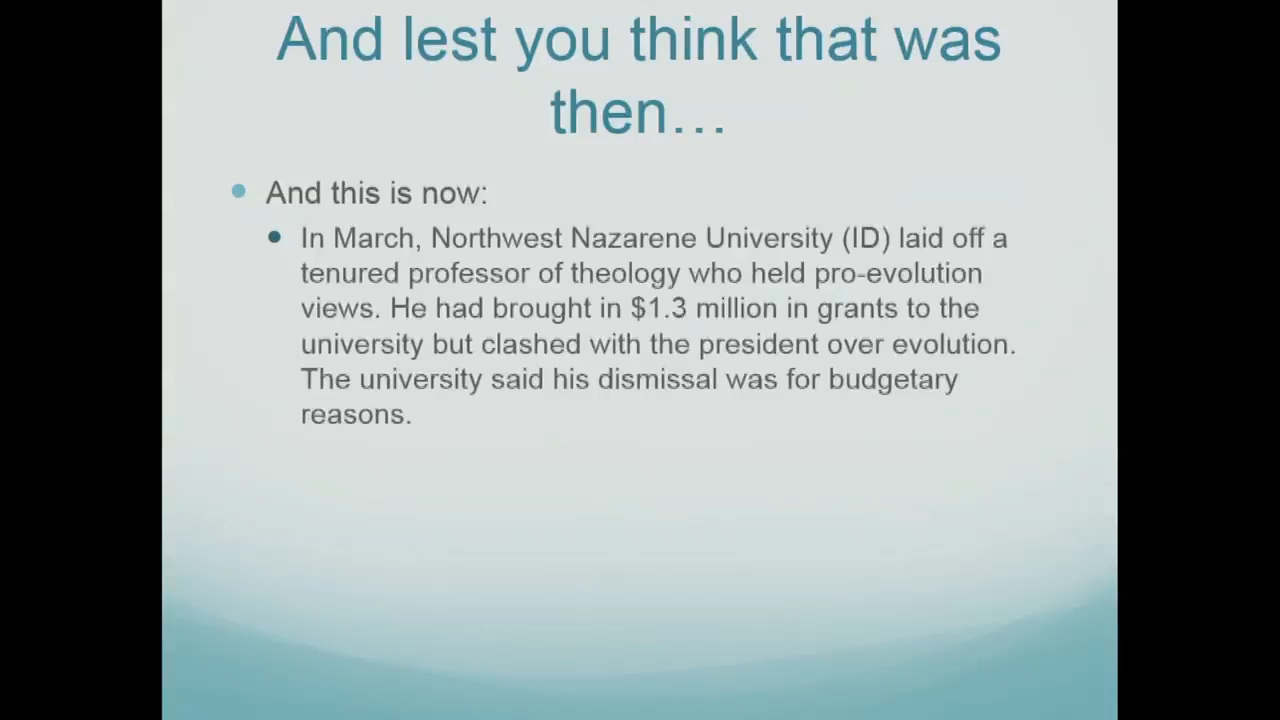 And lest you think that was
then…
And this is now:
In March, Northwest Nazarene University (ID) laid off a
tenured professor of theology who held pro-evolution
views. He had brought in $1.3 million in grants to the
university but clashed with the president over evolution.
The university said his dismissal was for budgetary
reasons.